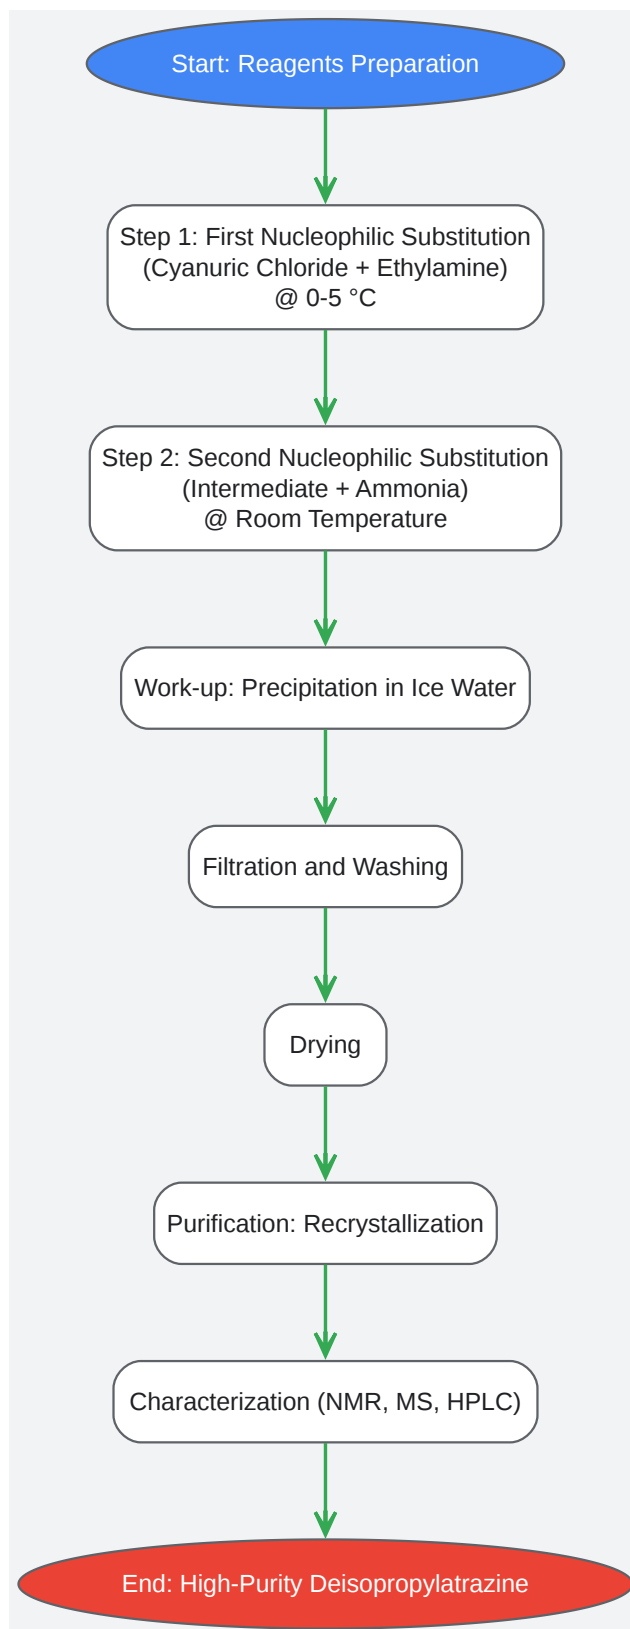 Start: Reagents Preparation
Step 1: First Nucleophilic Substitution
(Cyanuric Chloride + Ethylamine)
@ 0-5 °C
Step 2: Second Nucleophilic Substitution
(Intermediate + Ammonia)
@ Room Temperature
Work-up: Precipitation in Ice Water
Filtration and Washing
Drying
Purification: Recrystallization
Characterization (NMR, MS, HPLC)
End: High-Purity Deisopropylatrazine